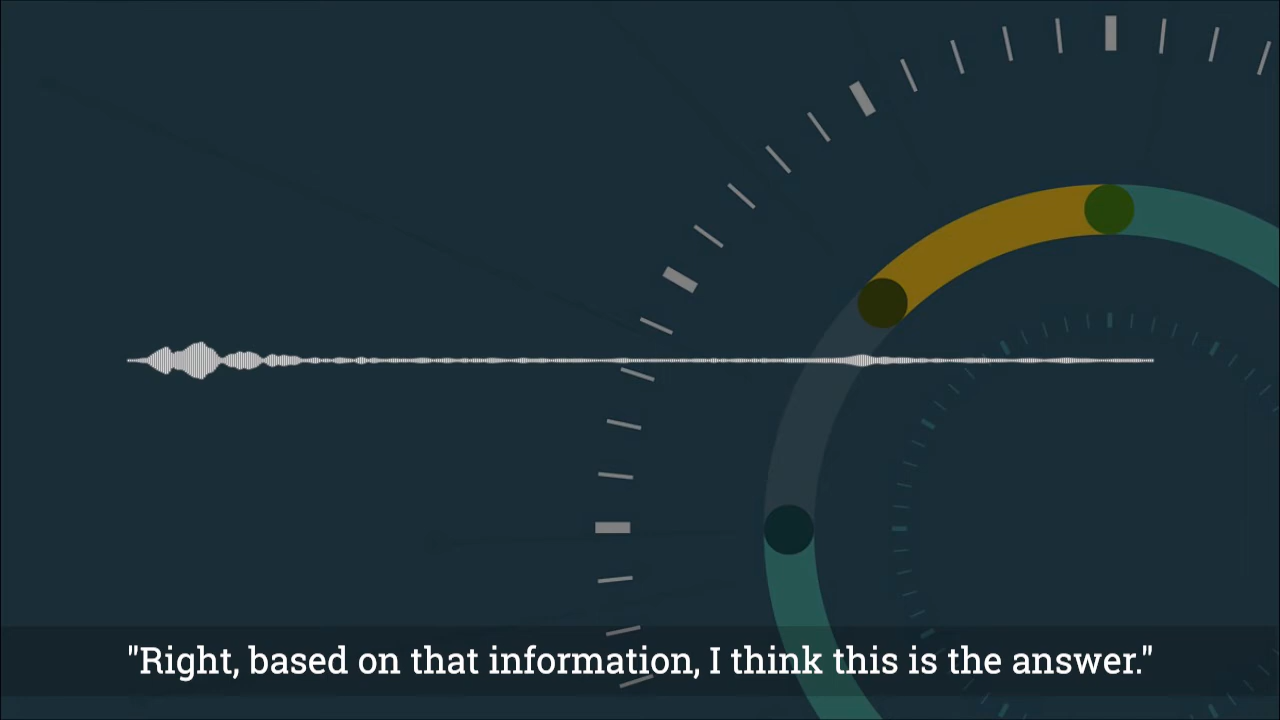 "Right, based on that information, I think this is the answer."